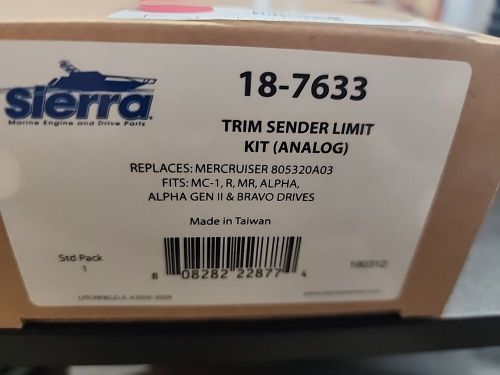 sierra
Marine Engine and Drive Parts
18-7633
TRIM SENDER LIMIT
KIT (ANALOG)
REPLACES: MERCRUISER 805320A03
FITS: MC-1, R, MR, ALPHA,
ALPHA GEN II & BRAVO DRIVES
Made in Taiwan
Std Pack
1
8 08282 22877 4
190312